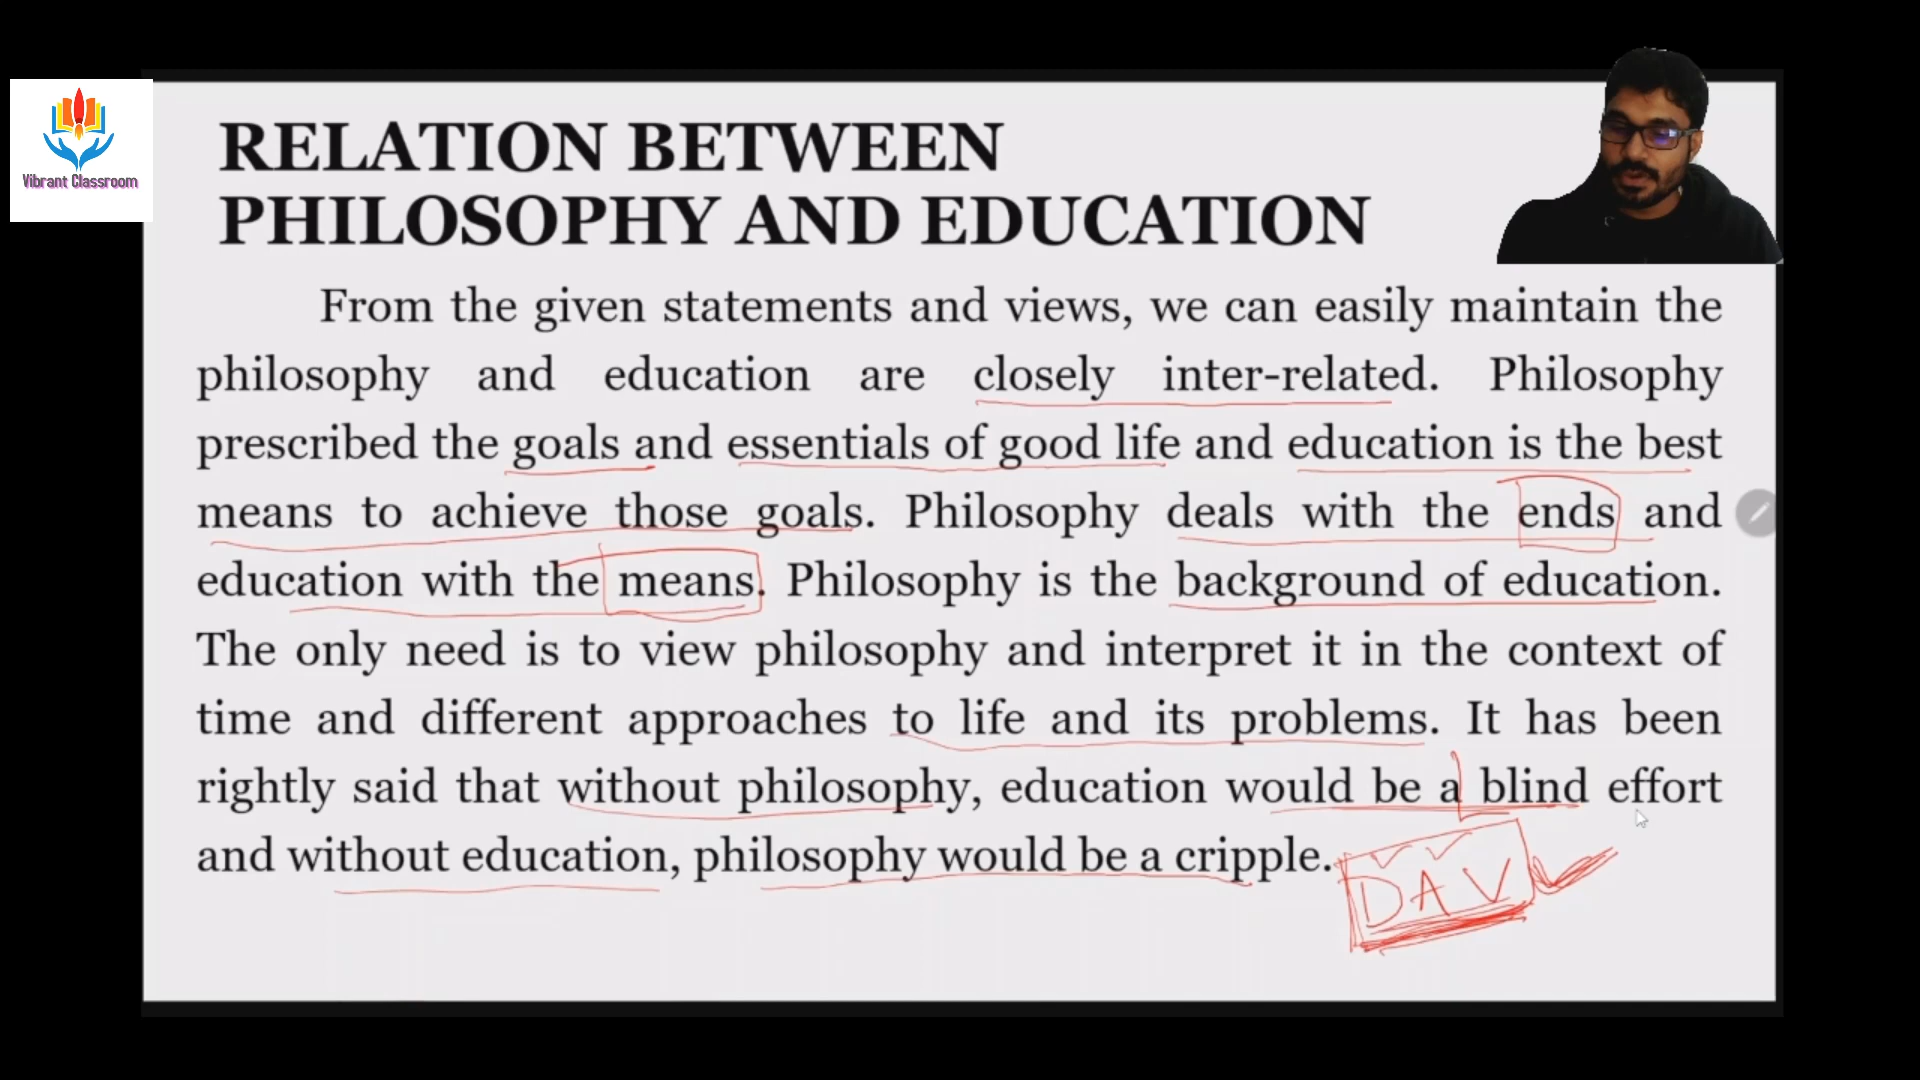 Vibrant Classroom
RELATION BETWEEN
PHILOSOPHY AND EDUCATION
From the given statements and views, we can easily maintain the
philosophy and education are closely inter-related. Philosophy
prescribed the goals and essentials of good life and education is the best
means to achieve those goals. Philosophy deals with the ends and
education with the means. Philosophy is the background of education.
The only need is to view philosophy and interpret it in the context of
time and different approaches to life and its problems. It has been
rightly said that without philosophy, education would be a blind effort
and without education, philosophy would be a cripple.
DAV